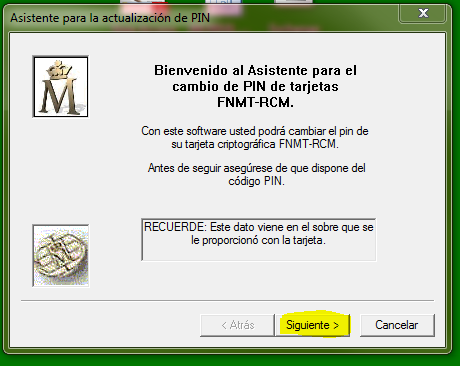 Asistente para la actualización de PIN
Bienvenido al Asistente para el
cambio de PIN de tarjetas
FNMT-RCM.
Con este software usted podrá cambiar el pin de
su tarjeta criptográfica FNMT-RCM.
Antes de seguir asegúrese de que dispone del
código PIN.
RECUERDE: Este dato viene en el sobre que se
le proporcionó con la tarjeta.
< Atrás
Siguiente >
Cancelar